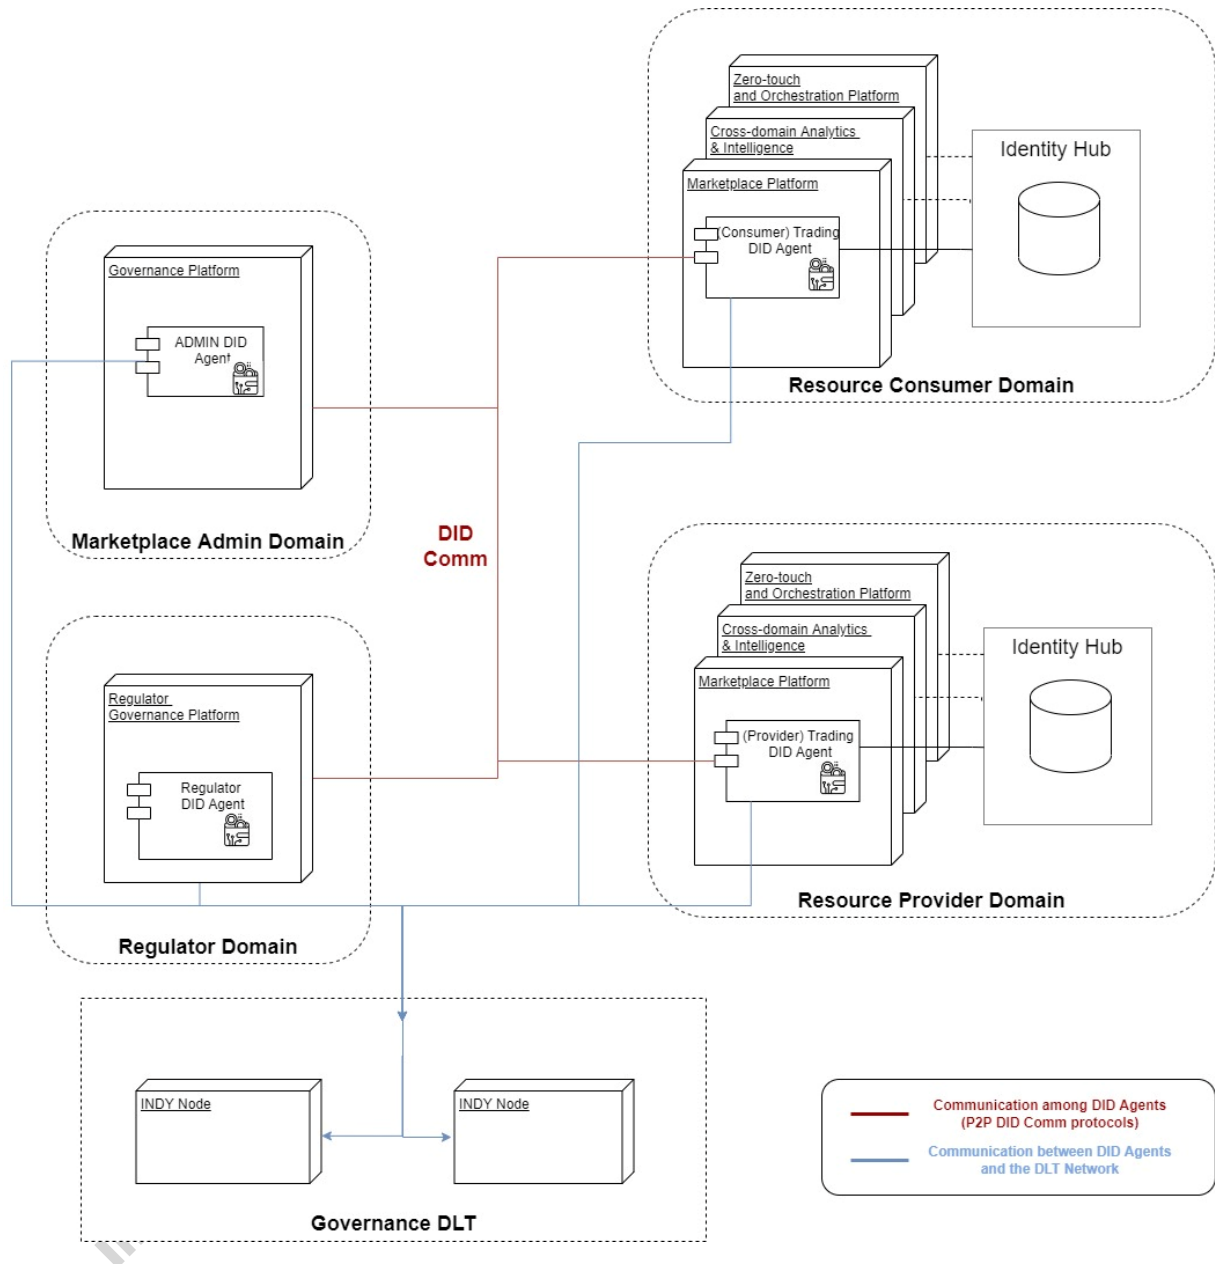 Zero-touch
and Orchestration Platform
Cross-domain Analytics
& Intelligence
Marketplace Platform
(Consumer) Trading
DID Agent
Identity Hub
Resource Consumer Domain
Governance Platform
ADMIN DID
Agent
Marketplace Admin Domain
DID
Comm
Zero-touch
and Orchestration Platform
Cross-domain Analytics
& Intelligence
Marketplace Platform
(Provider) Trading
DID Agent
Identity Hub
Resource Provider Domain
Regulator
Governance Platform
Regulator
DID Agent
Regulator Domain
INDY Node
INDY Node
Governance DLT
Communication among DID Agents
(P2P DID Comm protocols)
Communication between DID Agents
and the DLT Network